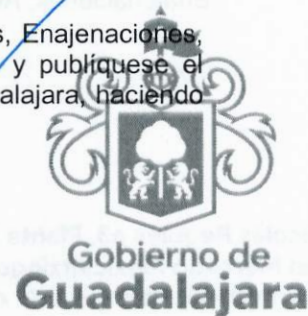 s, Enajenaciones,
y publíquese el
alajara, haciendo
Gobierno de
Guadalajara